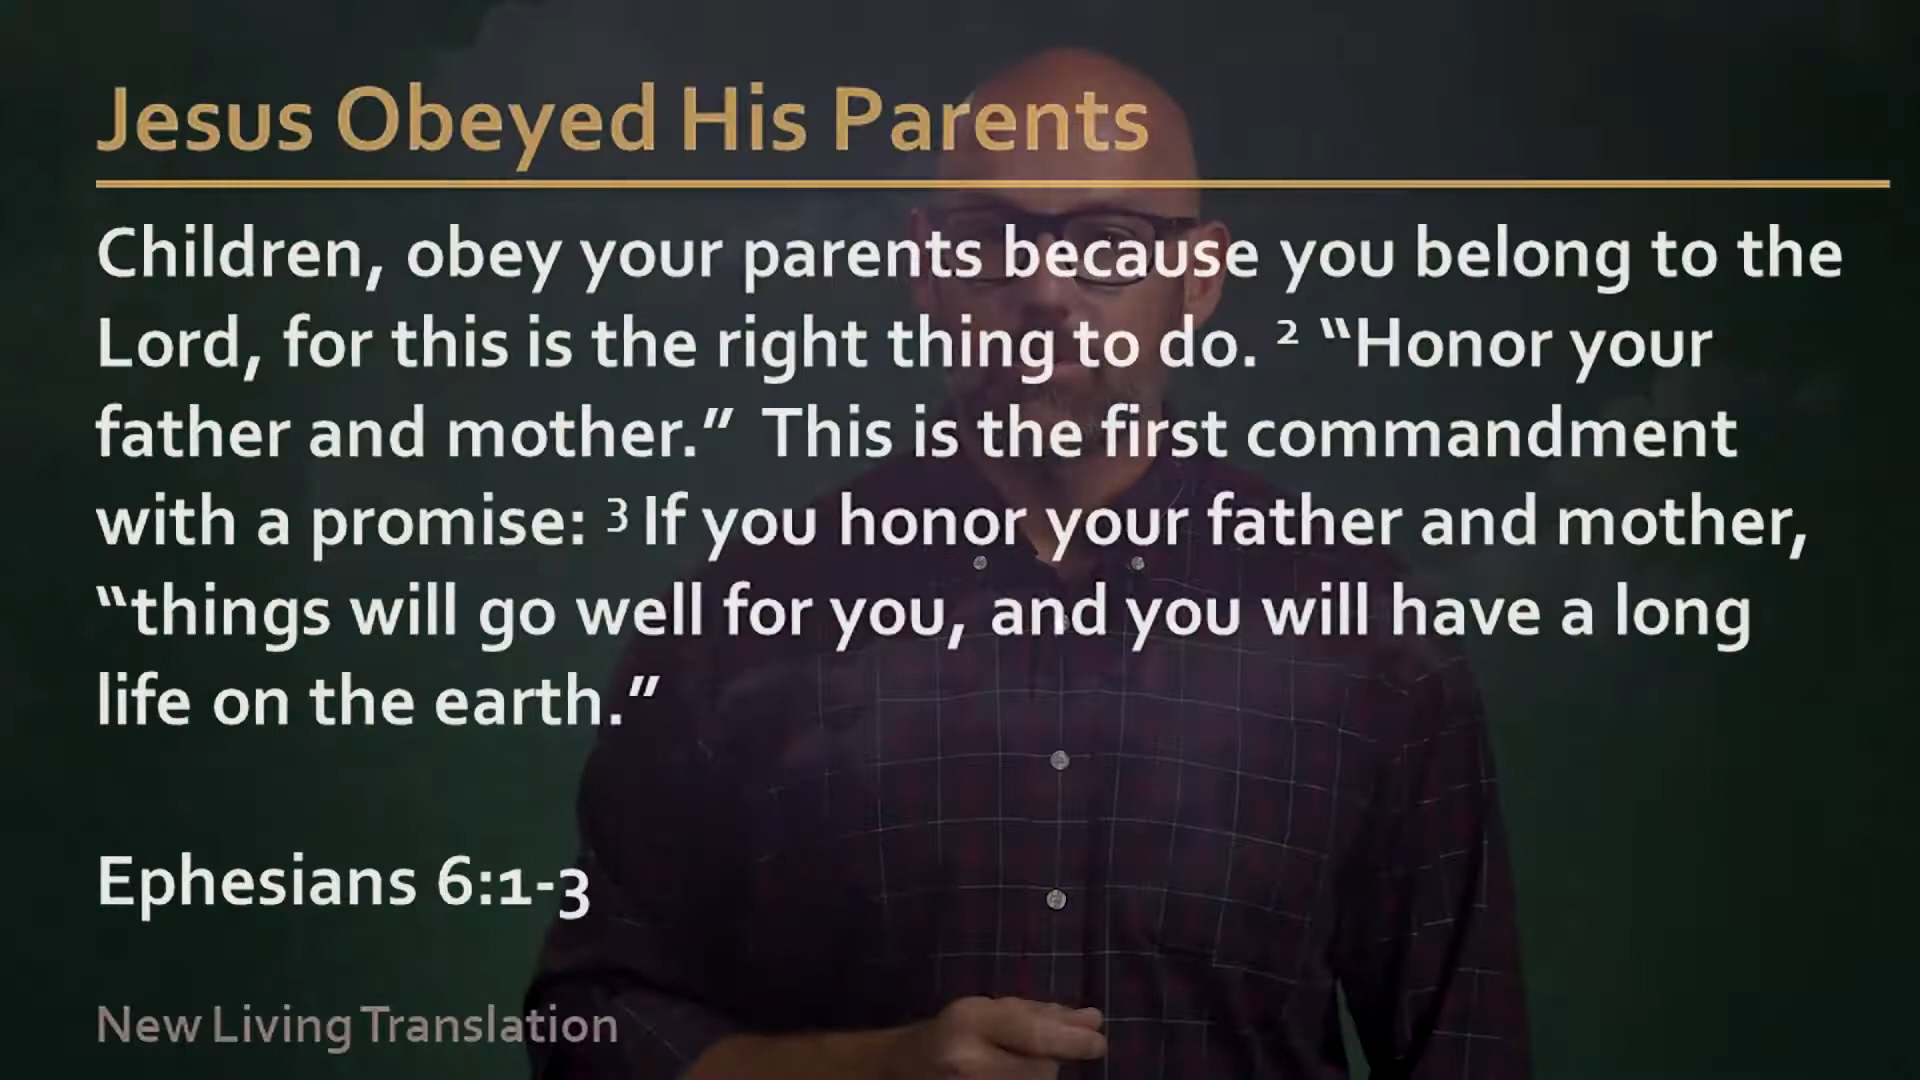 Jesus Obeyed His Parents
Children, obey your parents because you belong to the
Lord, for this is the right thing to do. ² “Honor your
father and mother.”  This is the first commandment
with a promise: ³ If you honor your father and mother,
“things will go well for you, and you will have a long
life on the earth.”
Ephesians 6:1-3
New Living Translation